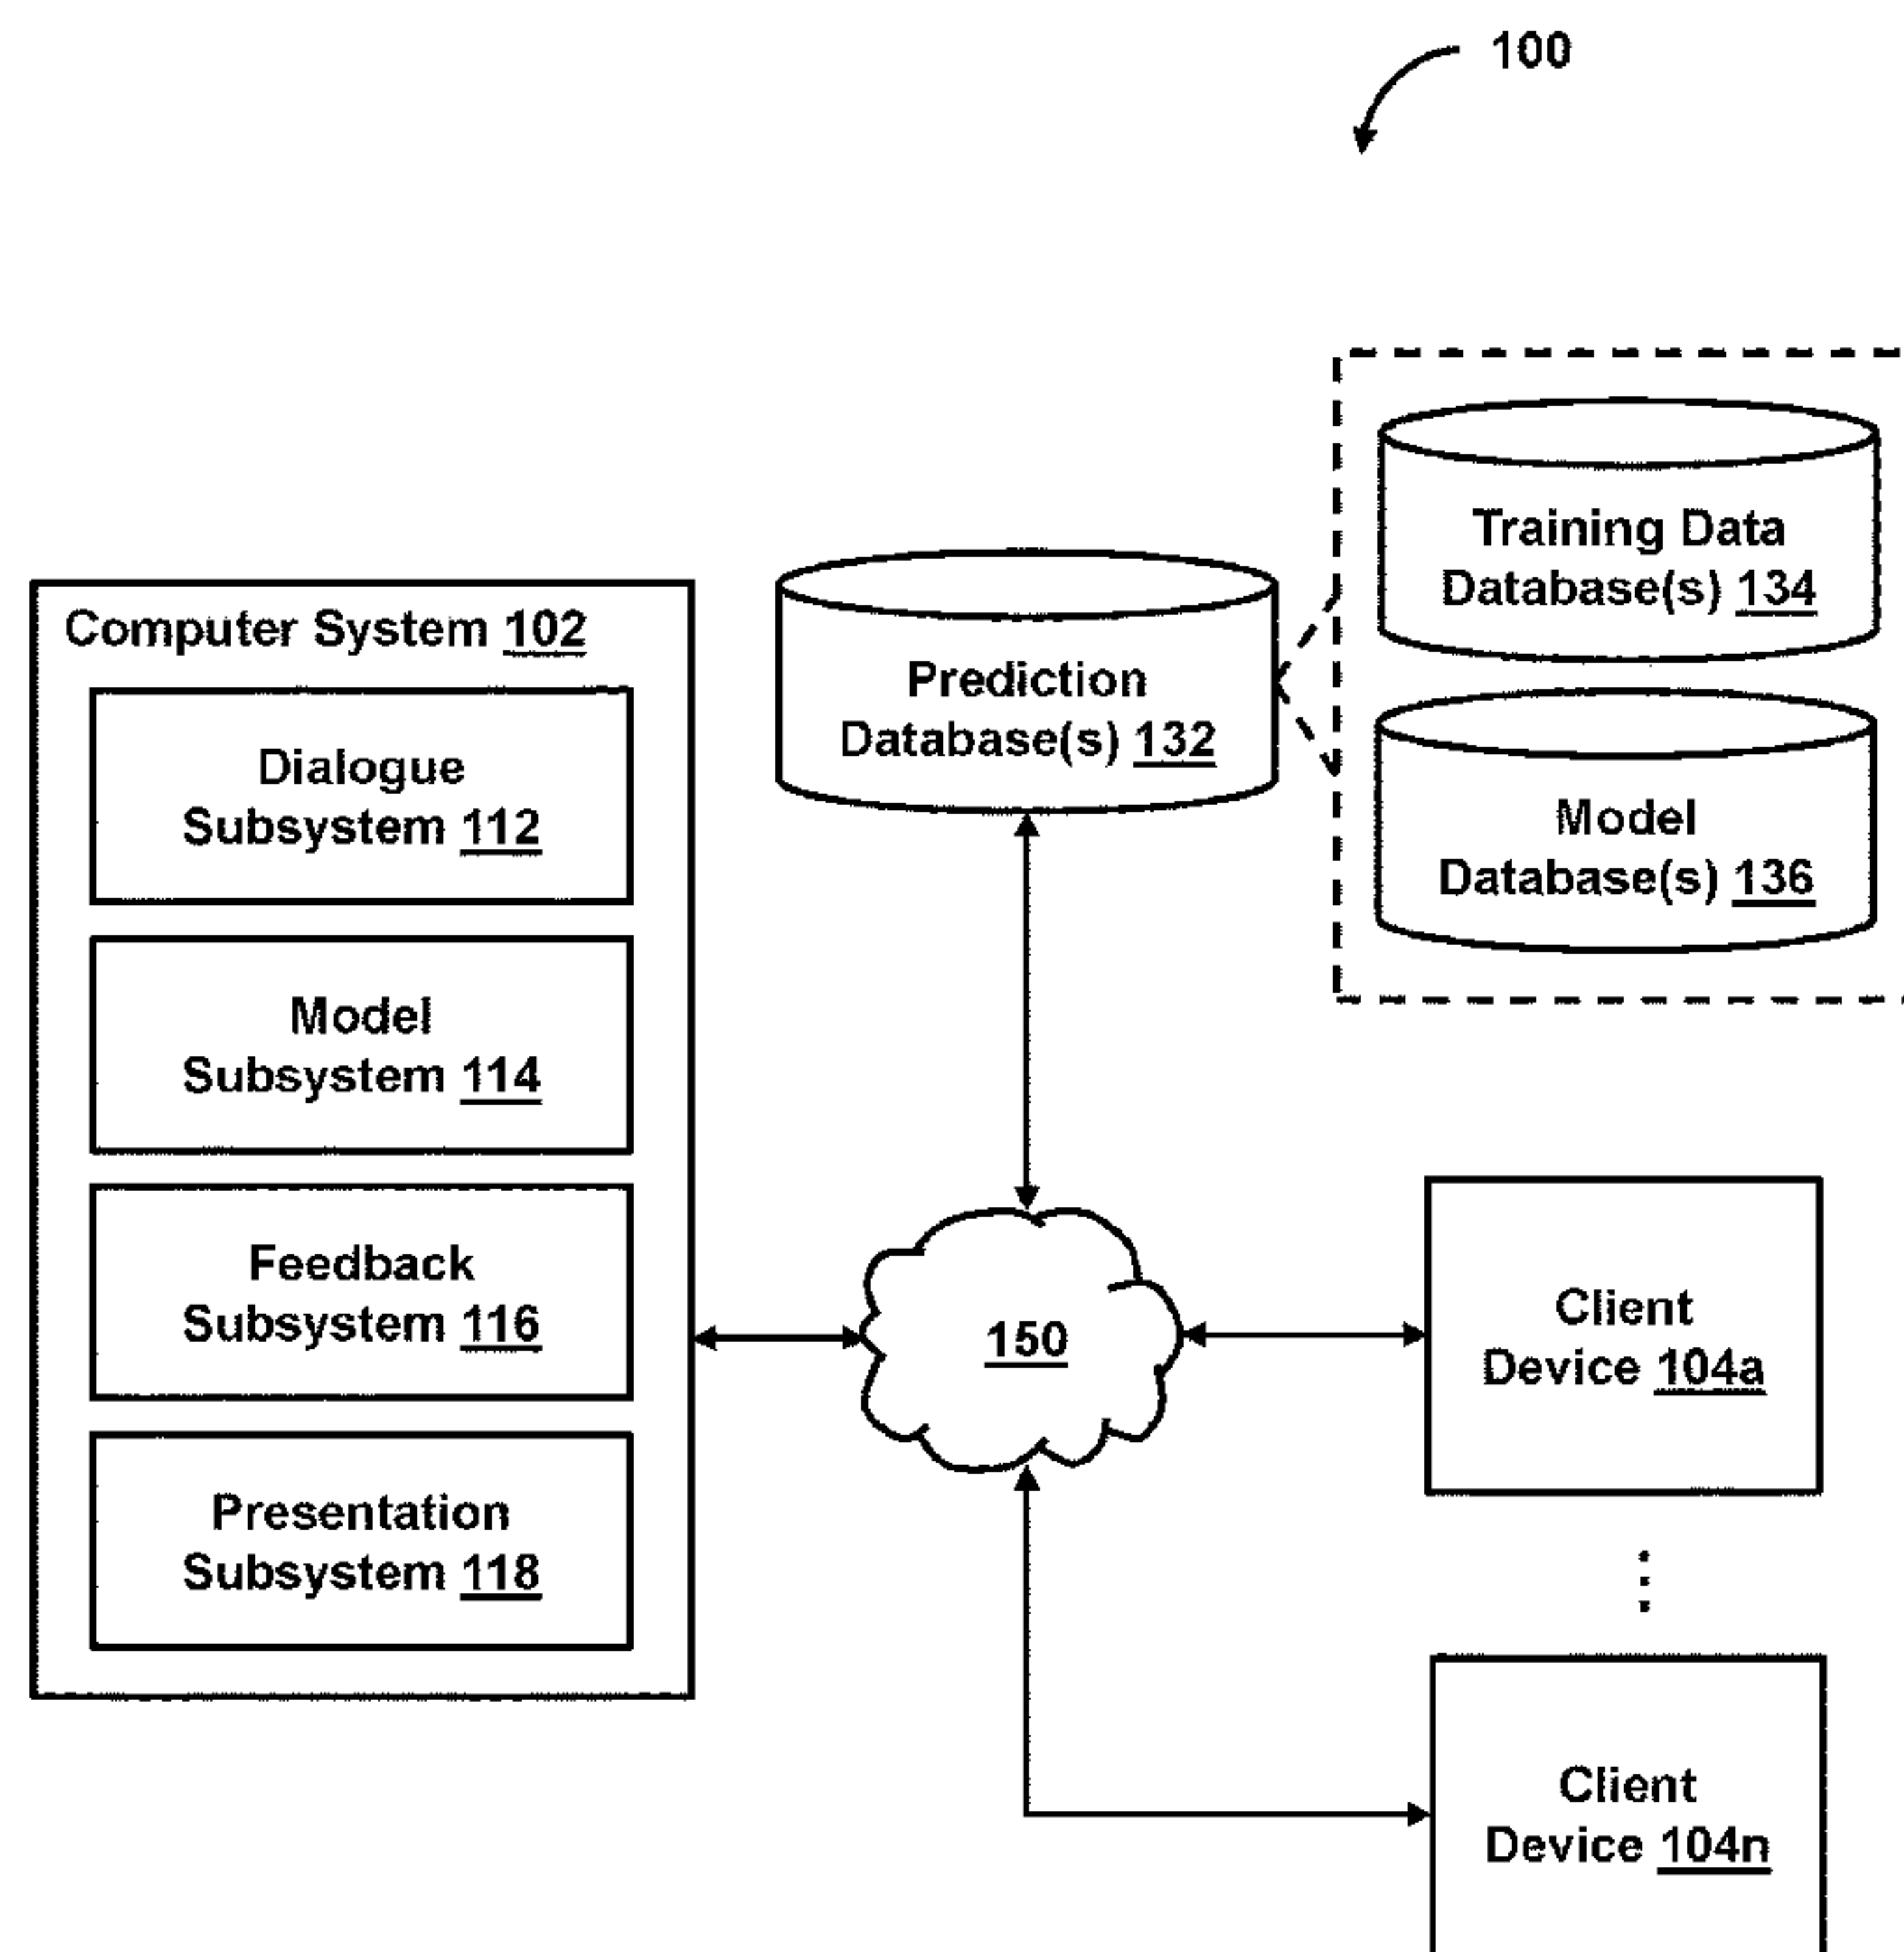 100
Training Data
Database(s) 134
Model
Database(s) 136
Prediction
Database(s) 132
Computer System 102
Dialogue
Subsystem 112
Model
Subsystem 114
Feedback
Subsystem 116
Presentation
Subsystem 118
150
Client
Device 104a
Client
Device 104n